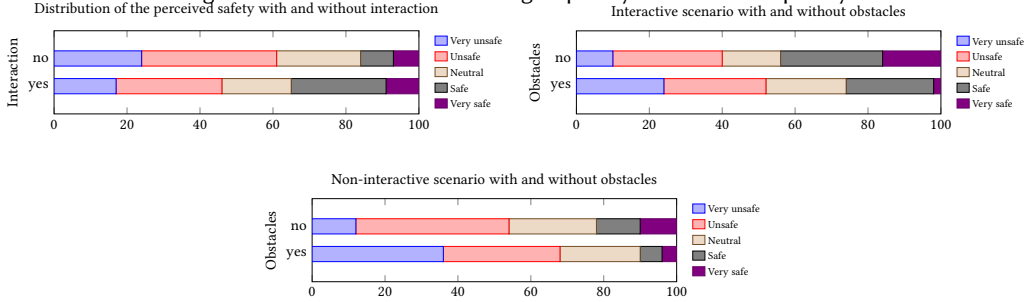 Distribution of the perceived safety with and without interaction
Interaction
no
yes
0 20 40 60 80 100
Very unsafe
Unsafe
Neutral
Safe
Very safe
Interactive scenario with and without obstacles
Obstacles
no
yes
0 20 40 60 80 100
Very unsafe
Unsafe
Neutral
Safe
Very safe
Non-interactive scenario with and without obstacles
Obstacles
no
yes
0 20 40 60 80 100
Very unsafe
Unsafe
Neutral
Safe
Very safe